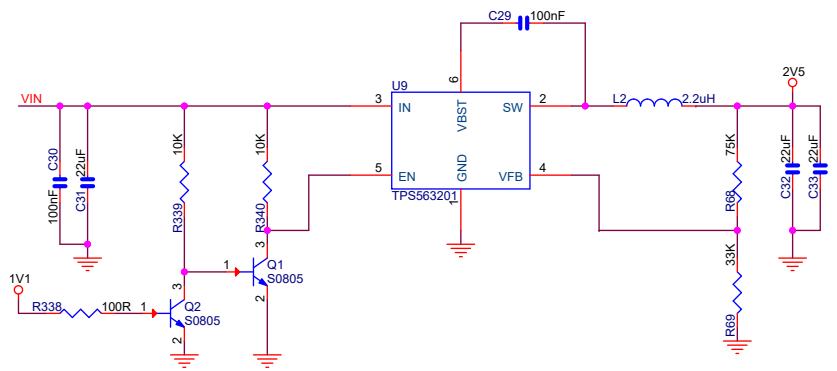 C29 100nF
2V5
U9
VIN
3 IN
6
VBST
SW 2
L2 2.2uH
10K
R339
10K
R340
C30
100nF
22uF
C31
5 EN
GND
1
VFB 4
TPS563201
75K
R68
22uF
C32
22uF
C33
3
1
Q1
S0805
2
33K
R69
1V1
R338 100R 1
3
Q2
S0805
2